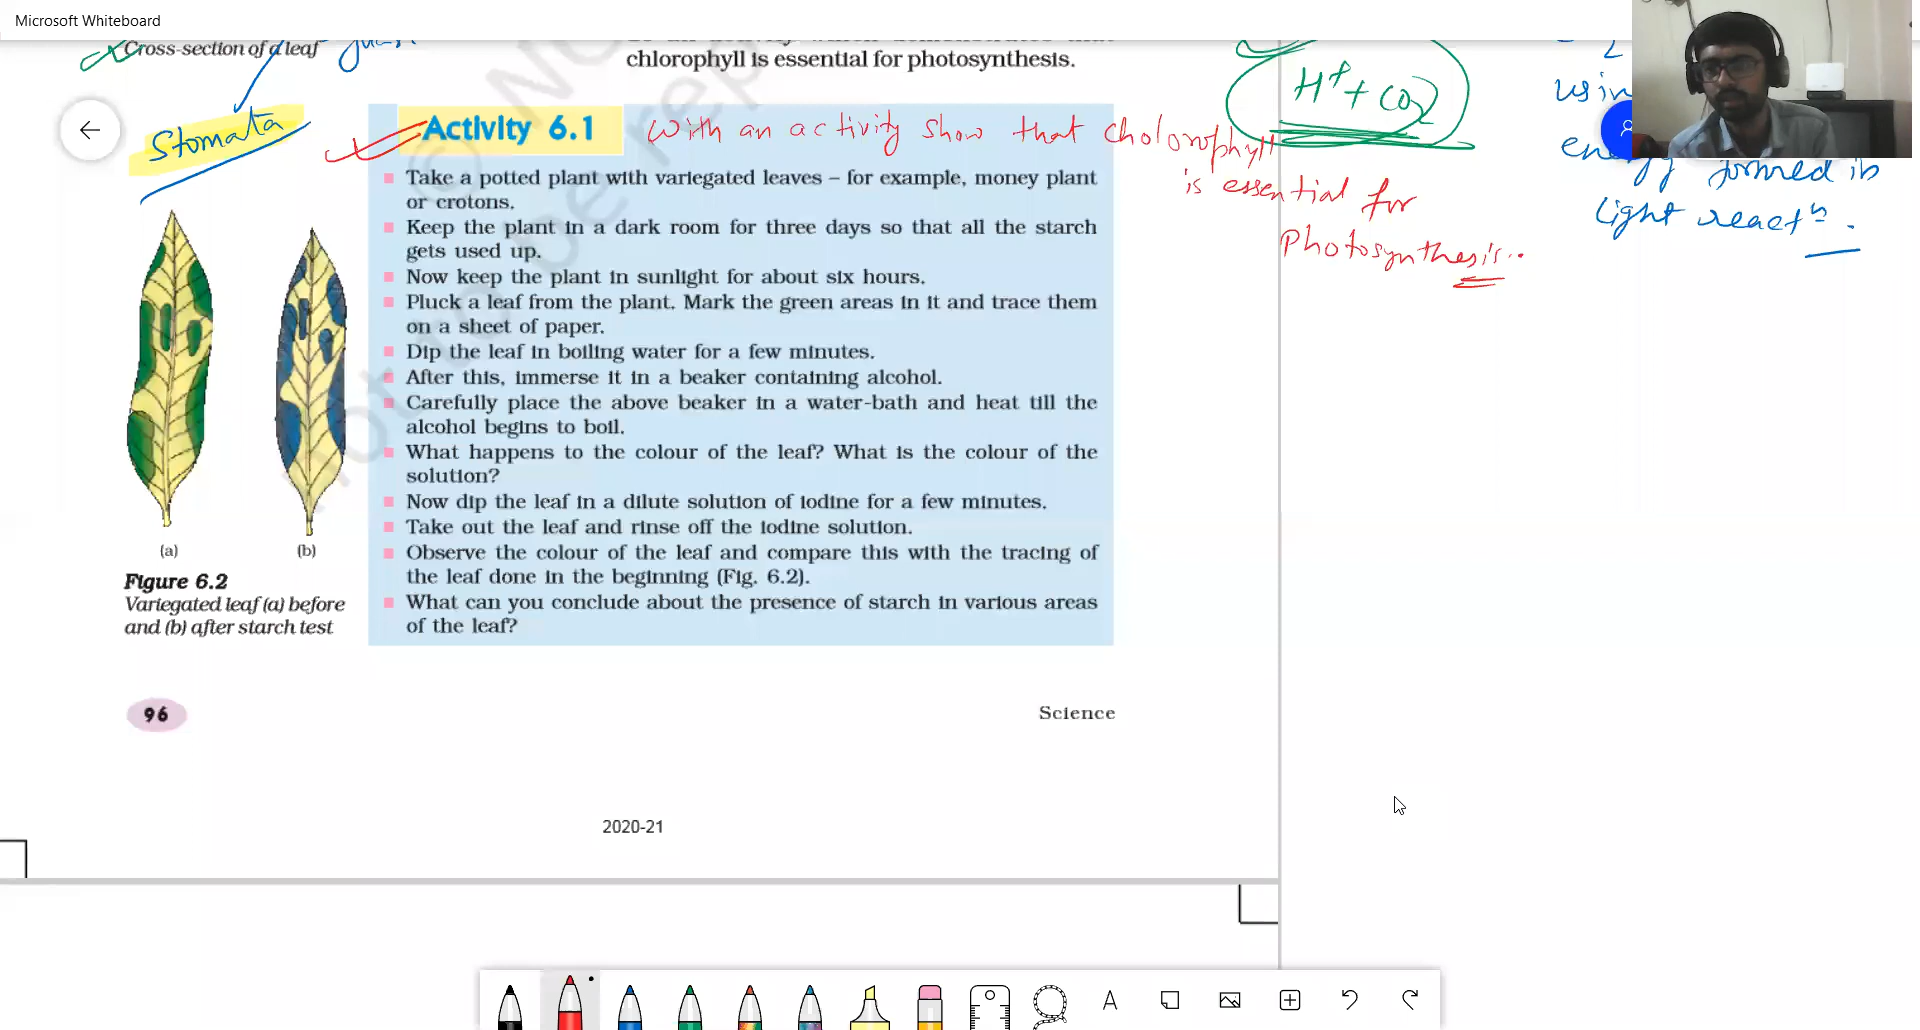 Microsoft Whiteboard
Cross-section of a leaf
chlorophyll is essential for photosynthesis.
H⁺ + CO₂
Stomata
Activity 6.1
With an activity show that cholorophyll
is essential for
Photosynthesis..
usin
energy formed in
light reactⁿ.
Take a potted plant with variegated leaves – for example, money plant
or crotons.
Keep the plant in a dark room for three days so that all the starch
gets used up.
Now keep the plant in sunlight for about six hours.
Pluck a leaf from the plant. Mark the green areas in it and trace them
on a sheet of paper.
Dip the leaf in boiling water for a few minutes.
After this, immerse it in a beaker containing alcohol.
Carefully place the above beaker in a water-bath and heat till the
alcohol begins to boil.
What happens to the colour of the leaf? What is the colour of the
solution?
Now dip the leaf in a dilute solution of iodine for a few minutes.
Take out the leaf and rinse off the iodine solution.
Observe the colour of the leaf and compare this with the tracing of
the leaf done in the beginning (Fig. 6.2).
What can you conclude about the presence of starch in various areas
of the leaf?
(a)
(b)
Figure 6.2
Variegated leaf (a) before
and (b) after starch test
96
Science
2020-21